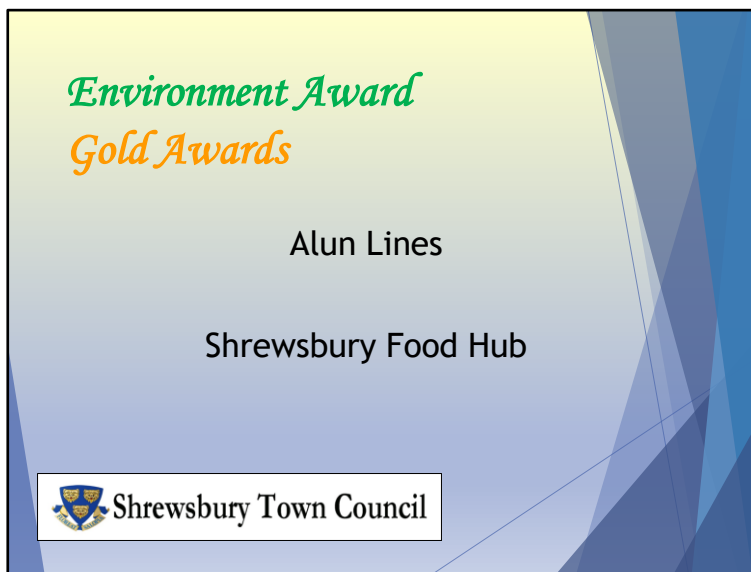 Environment Award
Gold Awards
Alun Lines
Shrewsbury Food Hub
Shrewsbury Town Council